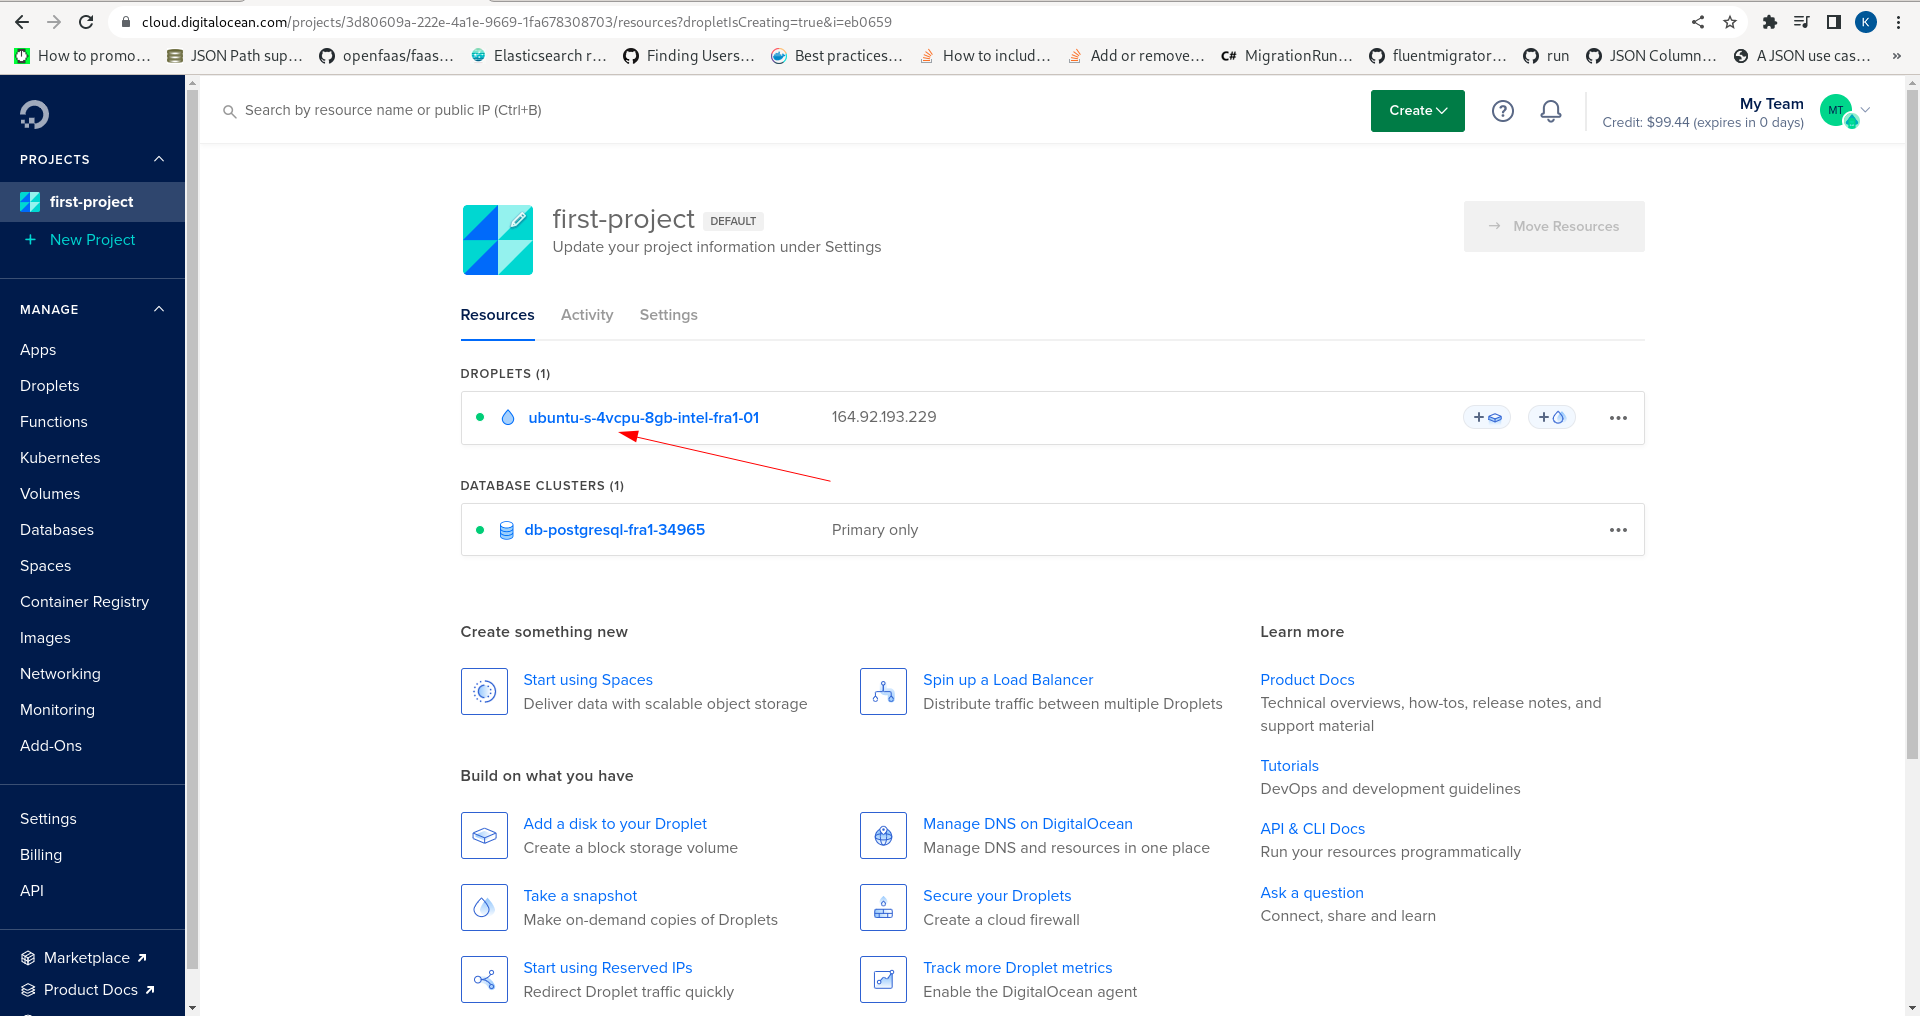 cloud.digitalocean.com/projects/3d80609a-222e-4a1e-9669-1fa678308703/resources?dropletIsCreating=true&i=eb0659
K
How to promo… JSON Path sup… openfaas/faas… Elasticsearch r… Finding Users… Best practices… How to includ… Add or remove… C# MigrationRun… fluentmigrator… run JSON Column… A JSON use cas… »
Search by resource name or public IP (Ctrl+B)
Create
My Team
Credit: $99.44 (expires in 0 days)
MT
PROJECTS
first-project
+ New Project
MANAGE
Apps
Droplets
Functions
Kubernetes
Volumes
Databases
Spaces
Container Registry
Images
Networking
Monitoring
Add-Ons
Settings
Billing
API
Marketplace
Product Docs
first-project DEFAULT
Update your project information under Settings
→ Move Resources
Resources Activity Settings
DROPLETS (1)
ubuntu-s-4vcpu-8gb-intel-fra1-01 164.92.193.229
DATABASE CLUSTERS (1)
db-postgresql-fra1-34965 Primary only
Create something new
Start using Spaces
Deliver data with scalable object storage
Spin up a Load Balancer
Distribute traffic between multiple Droplets
Build on what you have
Add a disk to your Droplet
Create a block storage volume
Manage DNS on DigitalOcean
Manage DNS and resources in one place
Take a snapshot
Make on-demand copies of Droplets
Secure your Droplets
Create a cloud firewall
Start using Reserved IPs
Redirect Droplet traffic quickly
Track more Droplet metrics
Enable the DigitalOcean agent
Learn more
Product Docs
Technical overviews, how-tos, release notes, and
support material
Tutorials
DevOps and development guidelines
API & CLI Docs
Run your resources programmatically
Ask a question
Connect, share and learn